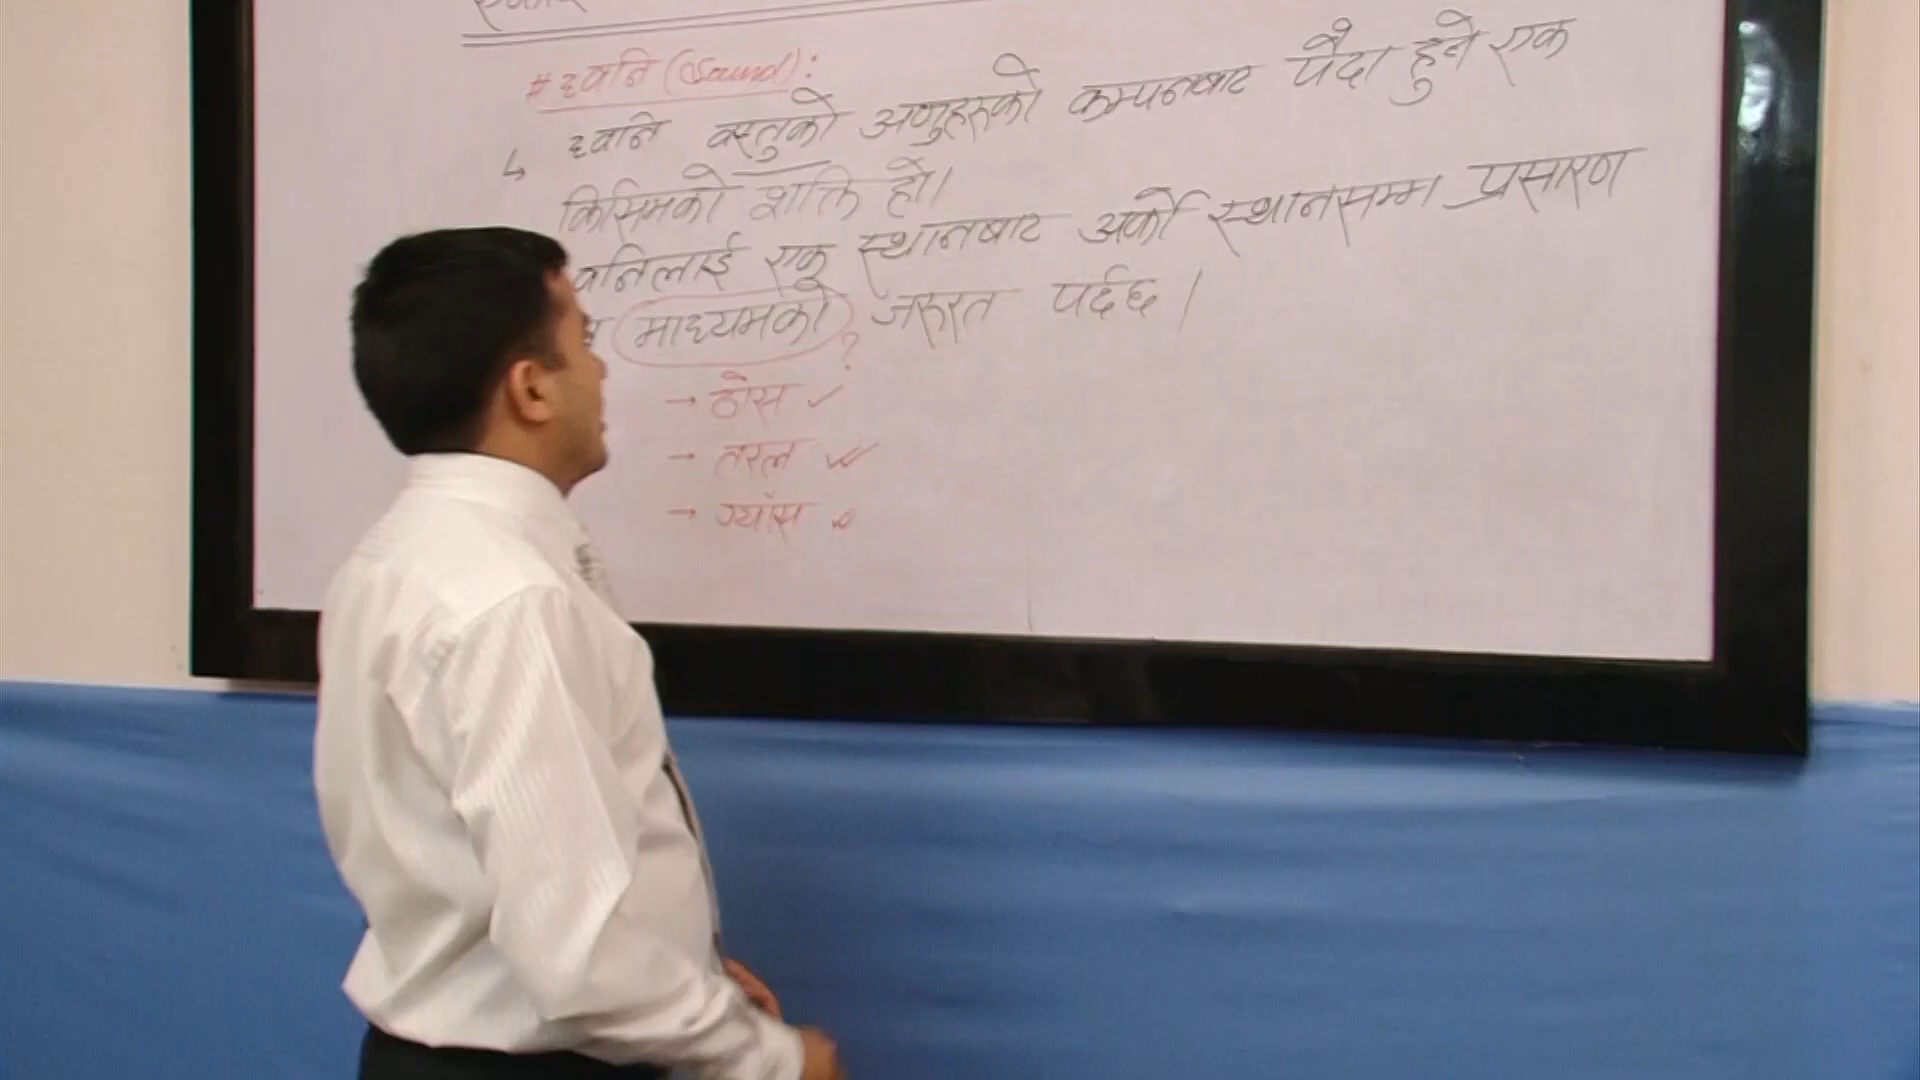 # ध्वनि (Sound):
↳ ध्वनि वस्तुको अणुहरूको कम्पनबाट पैदा हुने एक
किसिमको शक्ति हो।
वनिलाई एक स्थानबाट अर्को स्थानसम्म प्रसारण
माध्यमको ? जरुरत पर्दछ।
→ ठोस ✓
→ तरल ✓✓
→ ग्याँस